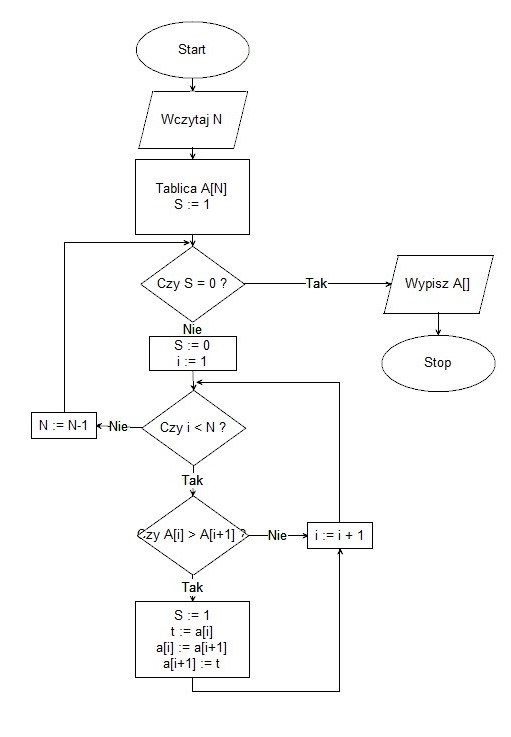 Start
Wczytaj N
Tablica A[N]
S := 1
Czy S = 0 ?
Tak
Wypisz A[]
Nie
S := 0
i := 1
Stop
N := N-1
Nie
Czy i < N ?
Tak
Czy A[i] > A[i+1] ?
Nie
i := i + 1
Tak
S := 1
t := a[i]
a[i] := a[i+1]
a[i+1] := t